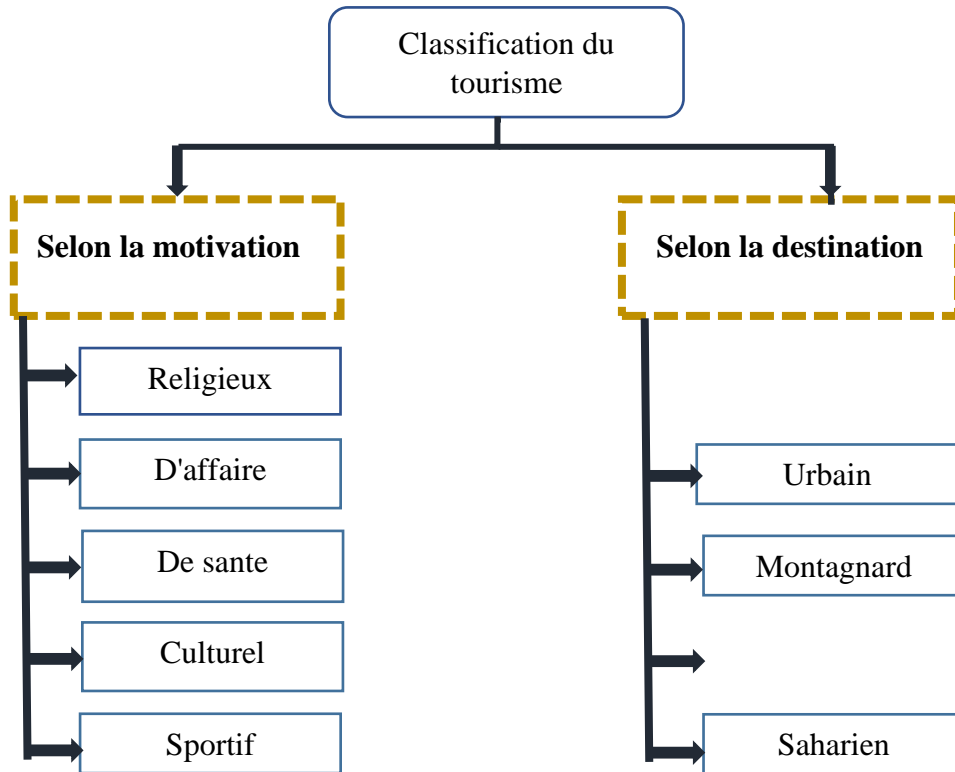 Classification du
tourisme
Selon la motivation
Selon la destination
Religieux
D'affaire
De sante
Culturel
Sportif
Urbain
Montagnard
Saharien